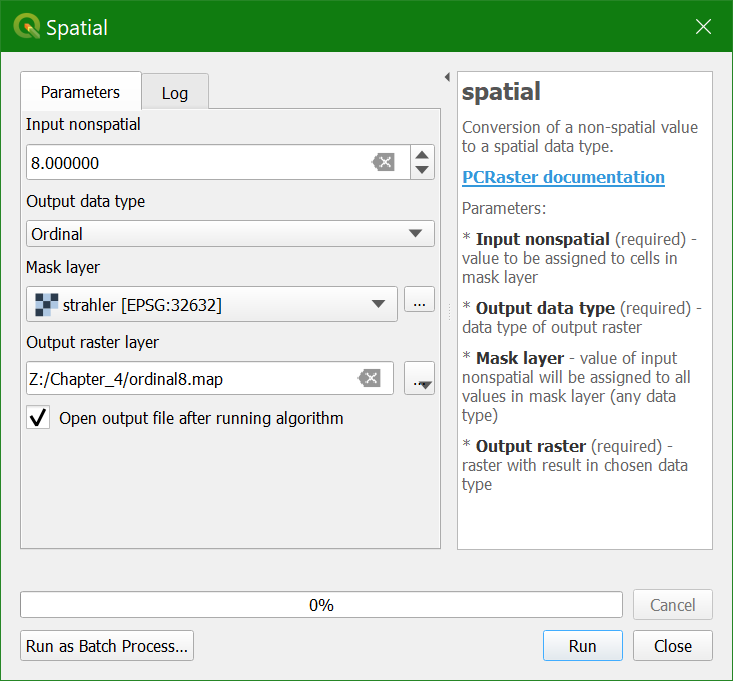 Spatial
Parameters
Log
Input nonspatial
8.000000
Output data type
Ordinal
Mask layer
strahler [EPSG:32632]
...
Output raster layer
Z:/Chapter_4/ordinal8.map
...
Open output file after running algorithm
spatial
Conversion of a non-spatial value
to a spatial data type.
PCRaster documentation
Parameters:
* Input nonspatial (required) -
value to be assigned to cells in
mask layer
* Output data type (required) -
data type of output raster
* Mask layer - value of input
nonspatial will be assigned to all
values in mask layer (any data
type)
* Output raster (required) -
raster with result in chosen data
type
0%
Cancel
Run as Batch Process...
Run
Close